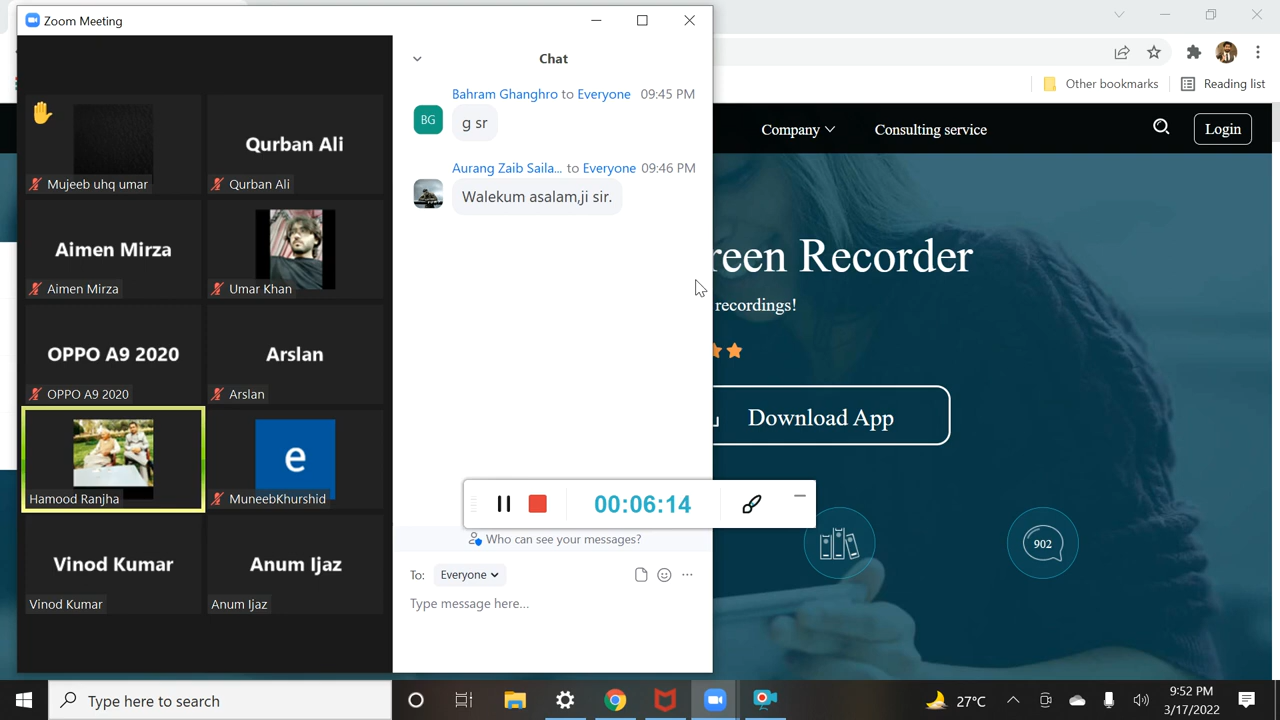 Zoom Meeting
Chat
Bahram Ghanghro to Everyone 09:45 PM
BG
g sr
Aurang Zaib Saila... to Everyone 09:46 PM
Walekum asalam,ji sir.
Mujeeb uhq umar
Qurban Ali
Qurban Ali
Aimen Mirza
Aimen Mirza
Umar Khan
OPPO A9 2020
OPPO A9 2020
Arslan
Arslan
Hamood Ranjha
e
MuneebKhurshid
Vinod Kumar
Vinod Kumar
Anum Ijaz
Anum Ijaz
00:06:14
Who can see your messages?
To: Everyone
Type message here...
Other bookmarks
Reading list
Company
Consulting service
Login
reen Recorder
recordings!
Download App
902
Type here to search
27°C
9:52 PM
3/17/2022